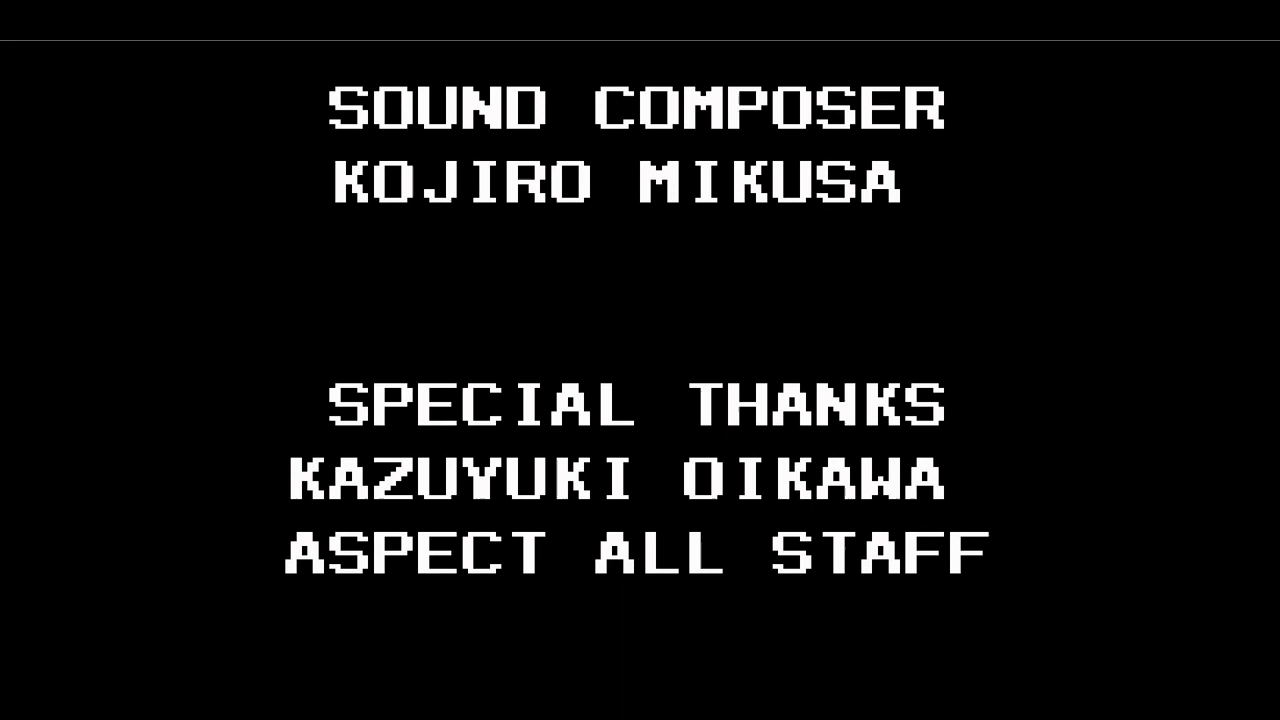 SOUND COMPOSER
KOJIRO MIKUSA
SPECIAL THANKS
KAZUYUKI OIKAWA
ASPECT ALL STAFF